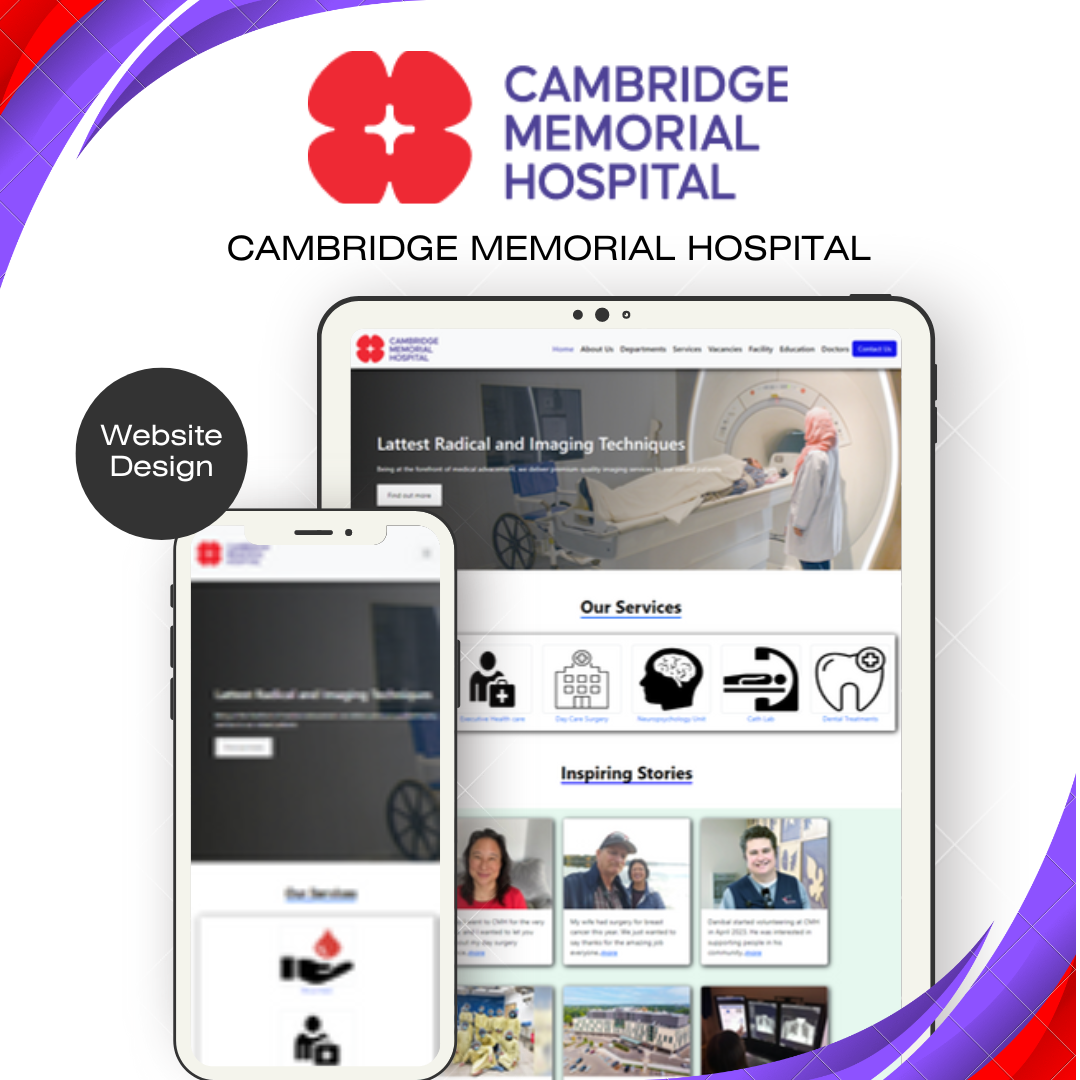 CAMBRIDGE
MEMORIAL
HOSPITAL
CAMBRIDGE MEMORIAL HOSPITAL
Website
Design
CAMBRIDGE
MEMORIAL
HOSPITAL
Home About Us Departments Services Vacancies Facility Education Doctors Contact Us
Lattest Radical and Imaging Techniques
Being at the forefront of medical advancement, we deliver premium quality imaging services to our valued patients
Find out more
Our Services
Executive Health care Day Care Surgery Neuropsychology Unit Cath Lab Dental Treatments
Inspiring Stories
went to CMH for the very
and I wanted to let you
my day surgery
more
My wife had surgery for breast
cancer this year. We just wanted to
say thanks for the amazing job
everyone..more
Danibal started volunteering at CMH
in April 2023. He was interested in
supporting people in his
community..more
Lattest Radical and Imaging Techniques
Our Services